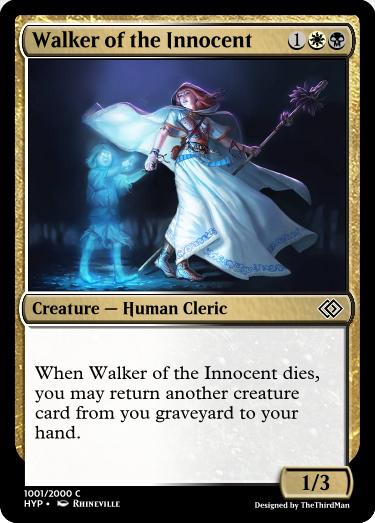 Walker of the Innocent 1
Creature — Human Cleric
When Walker of the Innocent dies,
you may return another creature
card from you graveyard to your
hand.
1/3
1001/2000 C
HYP • Rhineville
Designed by TheThirdMan